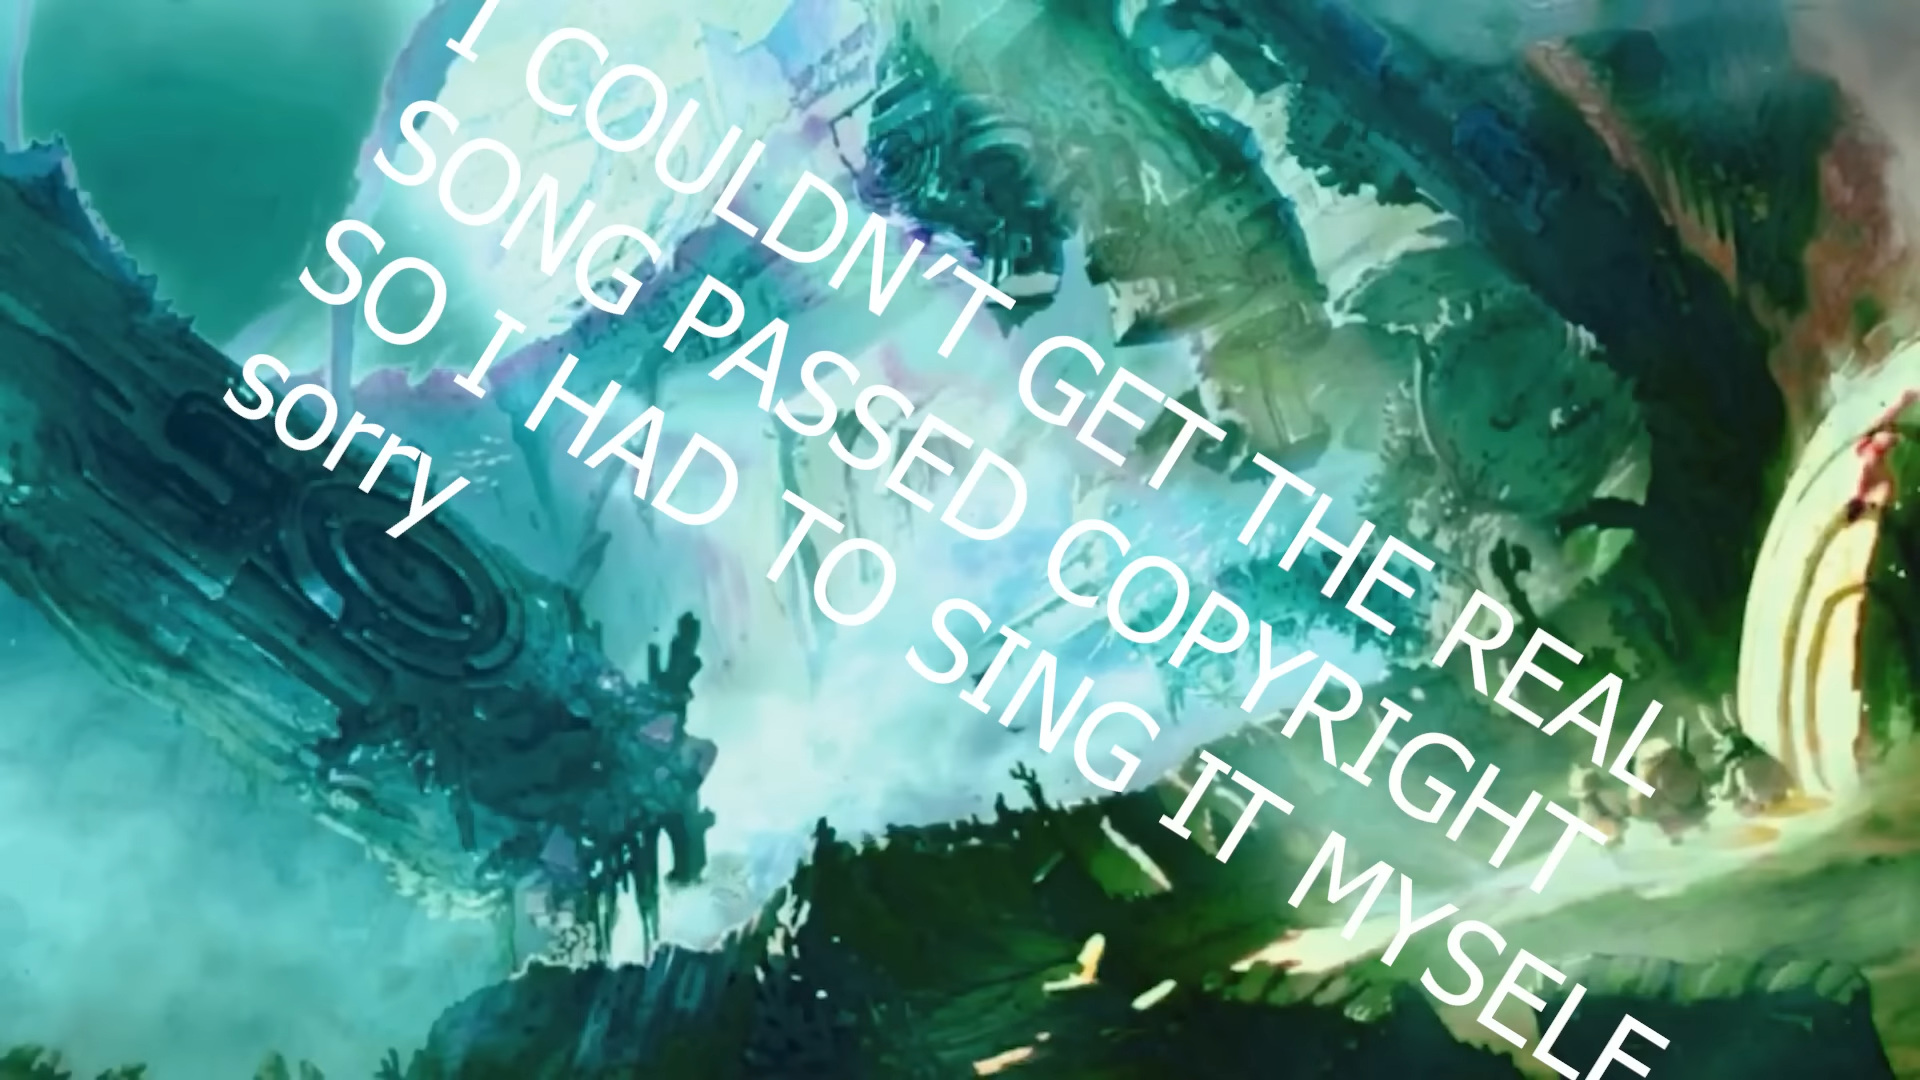 I COULDN'T GET THE REAL
SONG PASSED COPYRIGHT
SO I HAD TO SING IT MYSELF
sorry